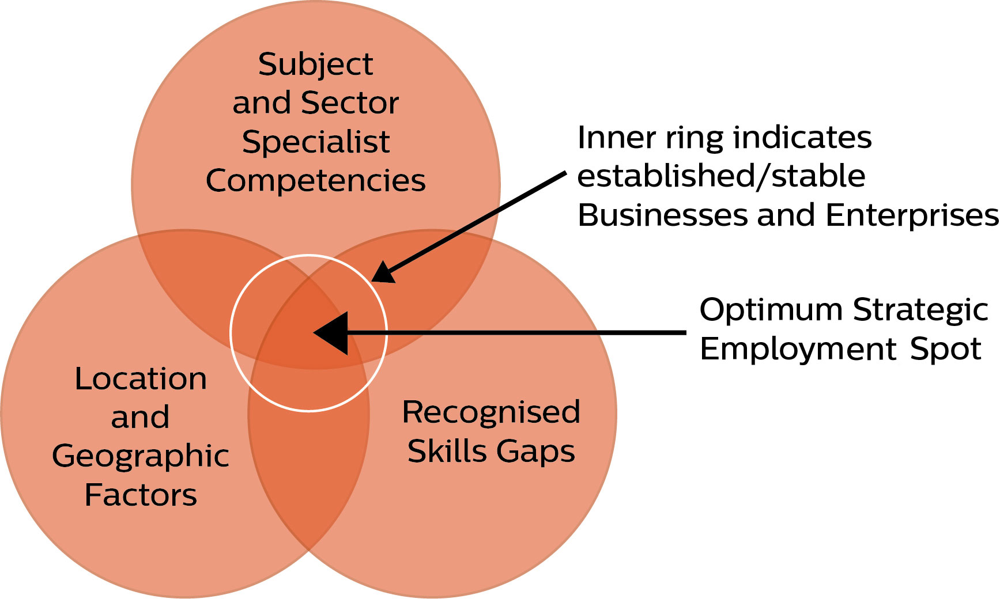 Subject
and Sector
Specialist
Competencies
Inner ring indicates
established/stable
Businesses and Enterprises
Optimum Strategic
Employment Spot
Location
and
Geographic
Factors
Recognised
Skills Gaps